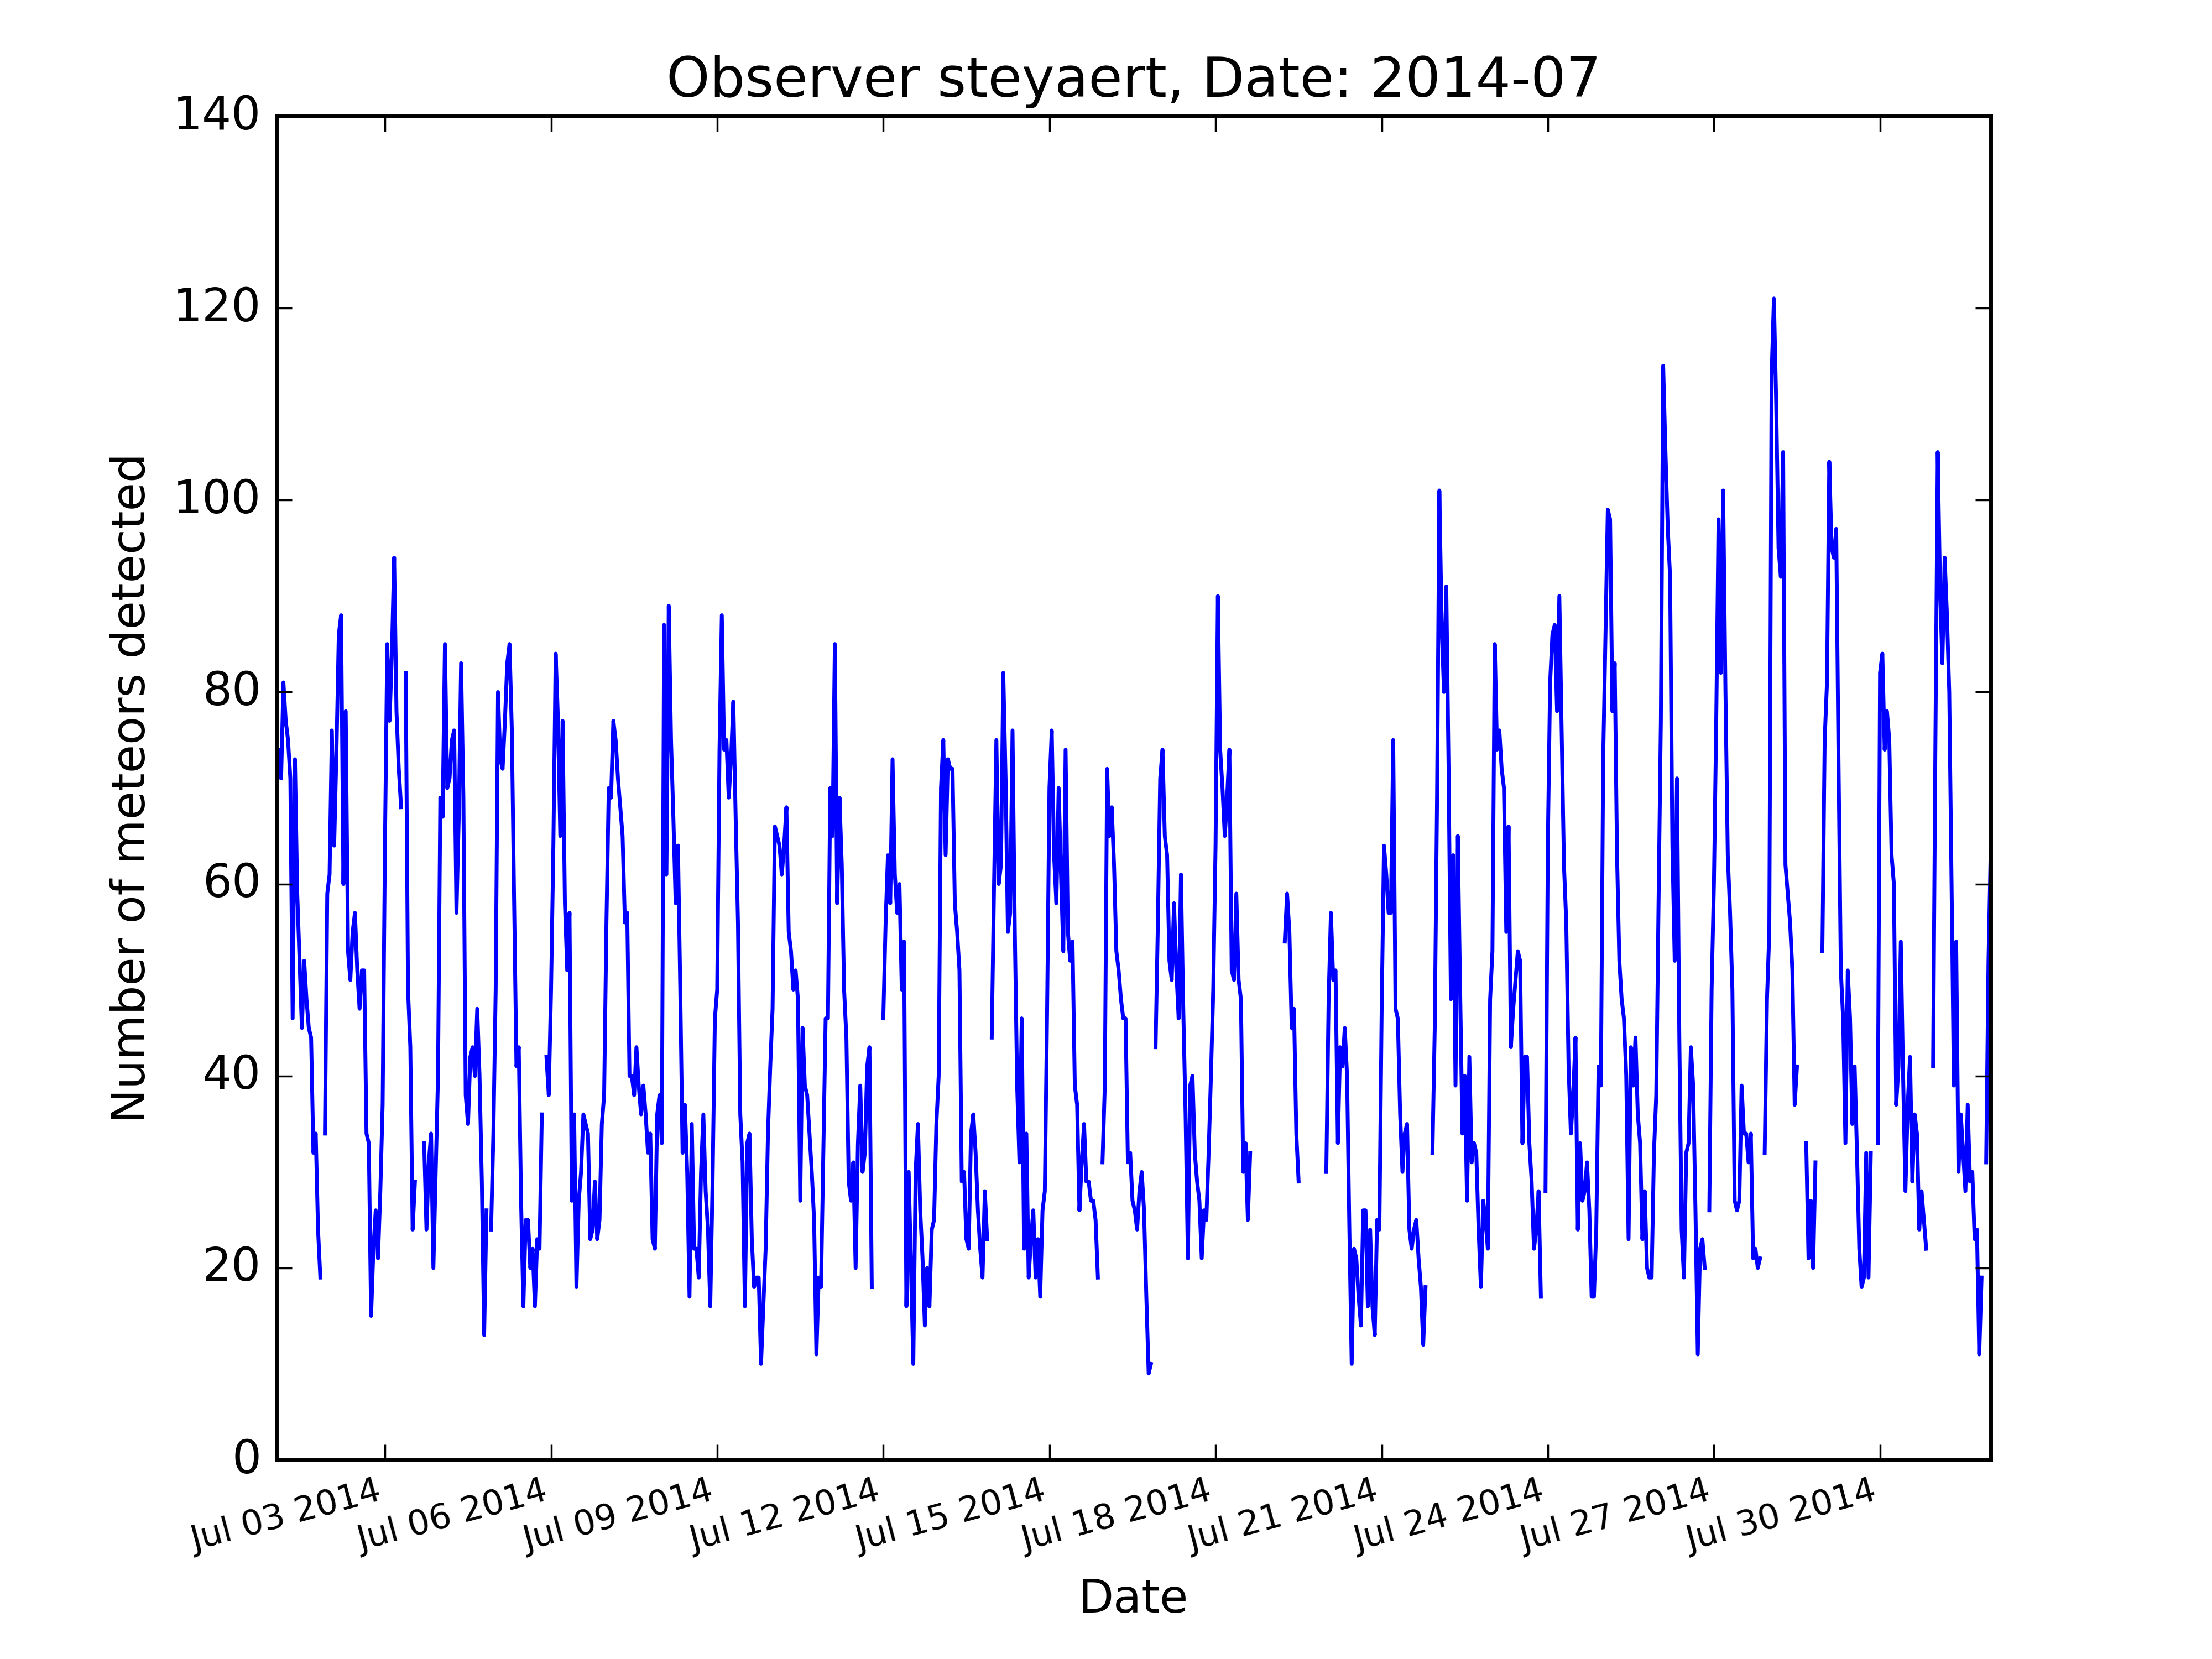 Observer steyaert, Date: 2014-07
140
120
100
80
60
40
20
0
Number of meteors detected
Jul 03 2014
Jul 06 2014
Jul 09 2014
Jul 12 2014
Jul 15 2014
Jul 18 2014
Jul 21 2014
Jul 24 2014
Jul 27 2014
Jul 30 2014
Date